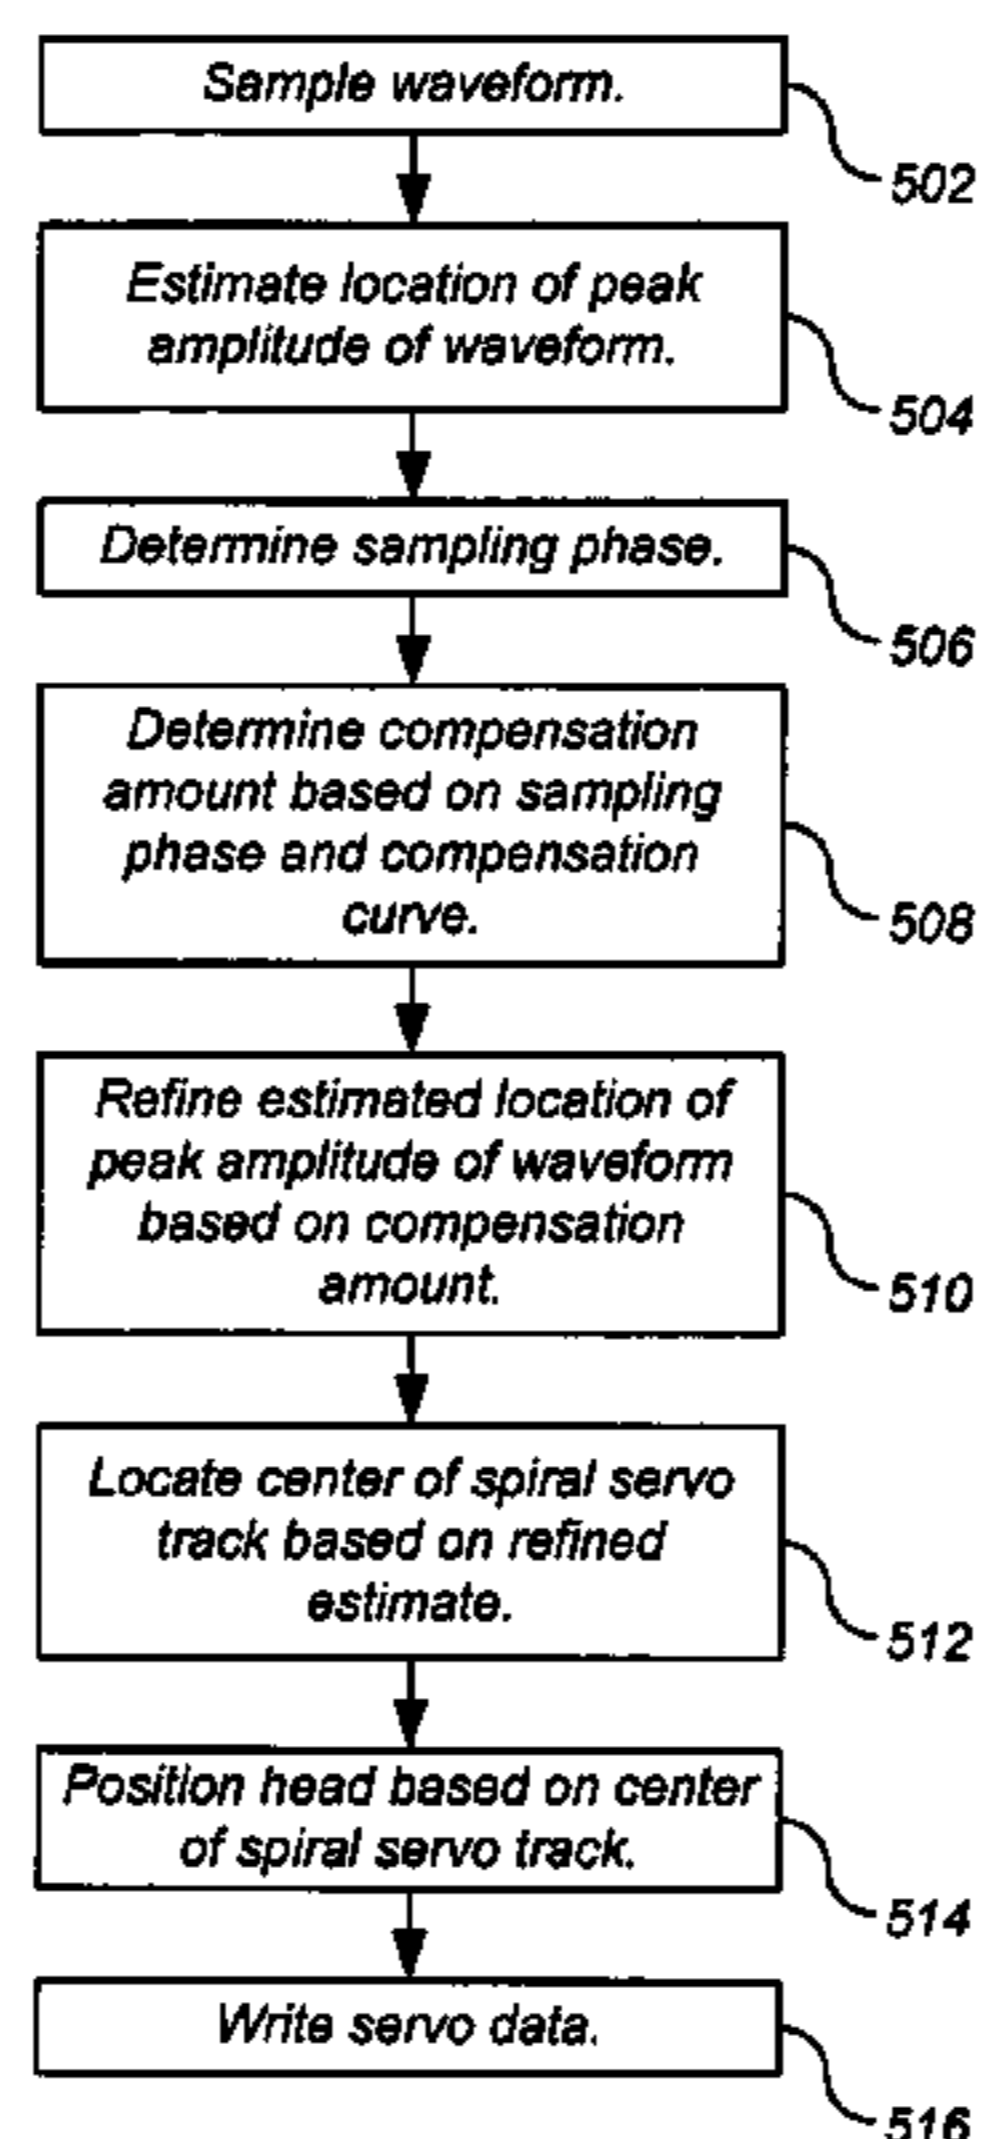 Sample waveform.
502
Estimate location of peak
amplitude of waveform.
504
Determine sampling phase.
506
Determine compensation
amount based on sampling
phase and compensation
curve.
508
Refine estimated location of
peak amplitude of waveform
based on compensation
amount.
510
Locate center of spiral servo
track based on refined
estimate.
512
Position head based on center
of spiral servo track.
514
Write servo data.
516